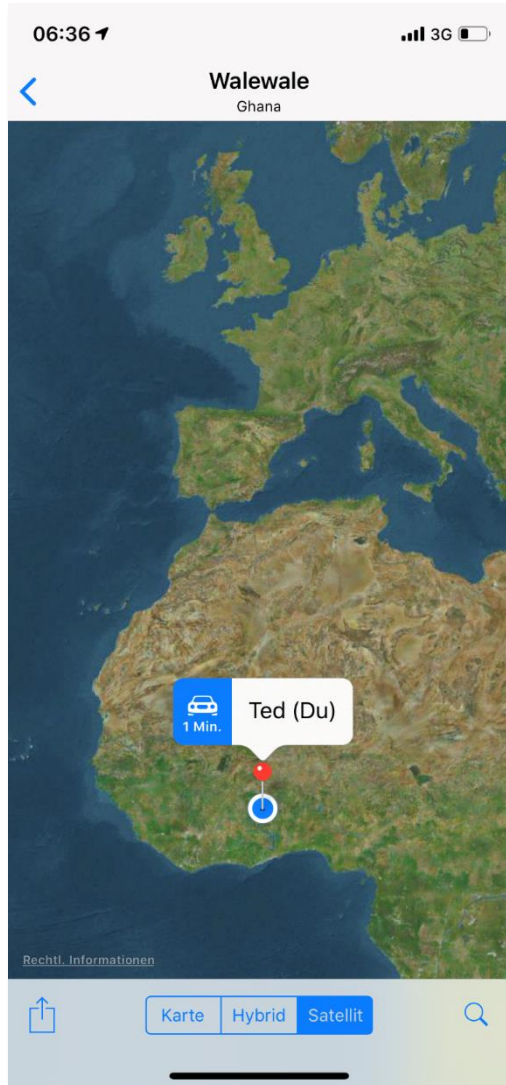 06:36
3G
Walewale
Ghana
1 Min.
Ted (Du)
Rechtl. Informationen
Karte
Hybrid
Satellit